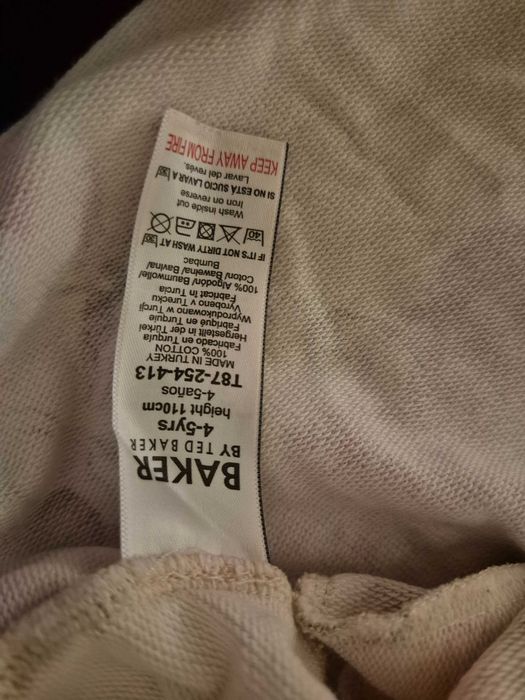 BAKER
BY TED BAKER
4-5yrs
height 110cm
4-5años
T87-254-413
MADE IN TURKEY
100% COTTON
Fabricado en Turquía
Hergestellt in der Türkei
Fabriqué en Turquie
Wyprodukowano w Turcji
Vyrobeno v Turecku
Fabricat în Turcia
100% Algodón/ Baumwolle/
Coton/ Bawełna/ Bavlna/
Bumbac
IF IT'S NOT DIRTY WASH AT 30
40
Iron on reverse
Wash inside out
SI NO ESTÁ SUCIO LAVAR A 30
Lavar del revés.
KEEP AWAY FROM FIRE